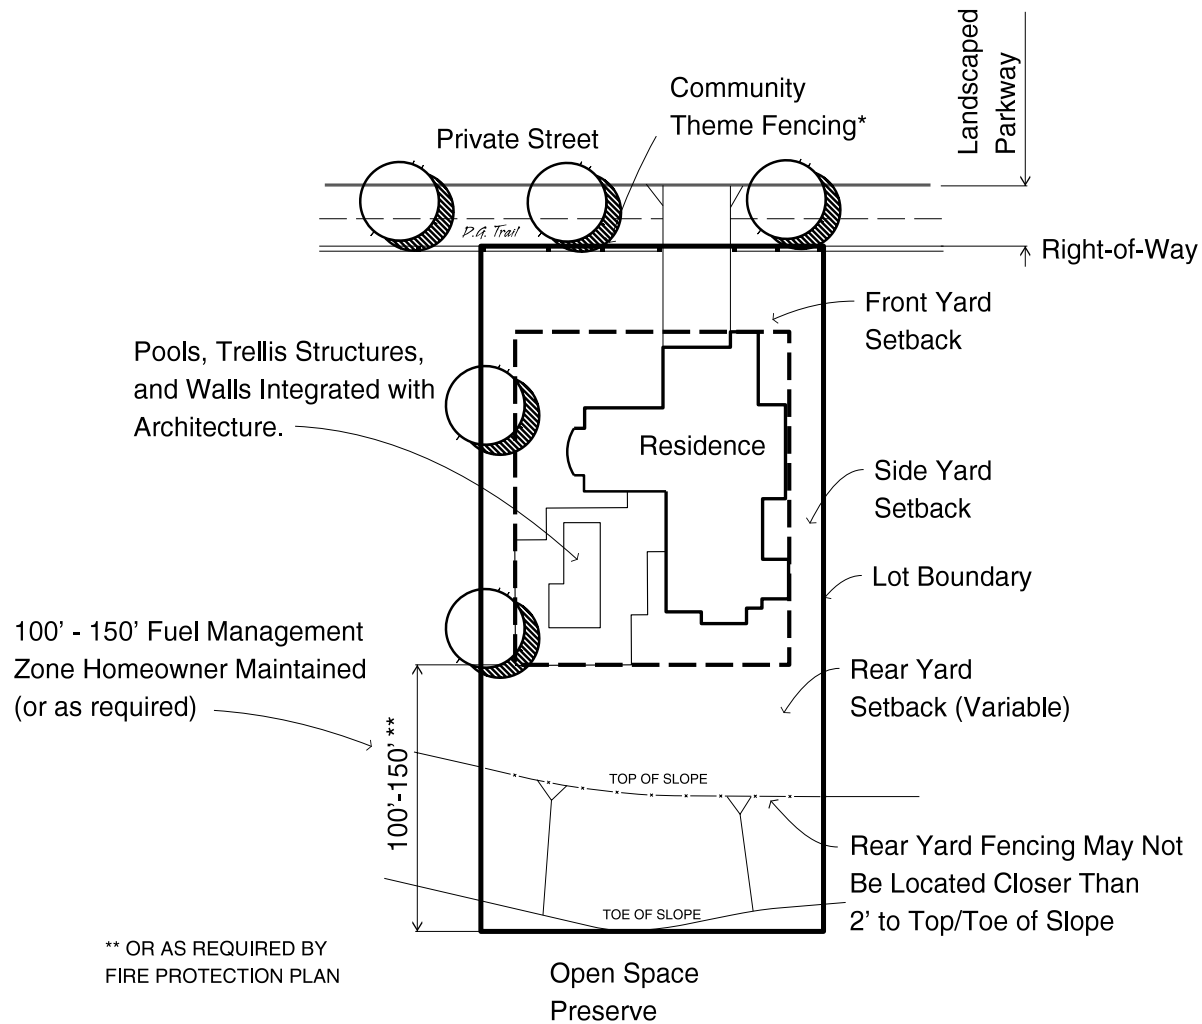 Landscaped
Parkway
Community
Theme Fencing*
Private Street
D.G. Trail
Right-of-Way
Front Yard
Setback
Pools, Trellis Structures,
and Walls Integrated with
Architecture.
Residence
Side Yard
Setback
Lot Boundary
100' - 150' Fuel Management
Zone Homeowner Maintained
(or as required)
Rear Yard
Setback (Variable)
100'-150' **
TOP OF SLOPE
Rear Yard Fencing May Not
Be Located Closer Than
2' to Top/Toe of Slope
TOE OF SLOPE
** OR AS REQUIRED BY
FIRE PROTECTION PLAN
Open Space
Preserve